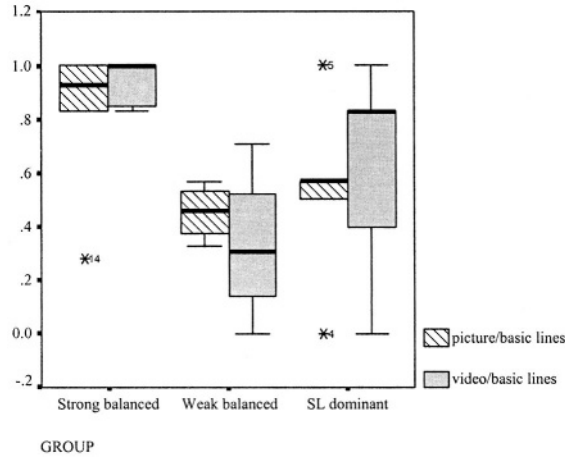 1.2
1.0
.8
.6
.4
.2
0.0
-.2
5
14
4
Strong balanced
Weak balanced
SL dominant
GROUP
picture/basic lines
video/basic lines